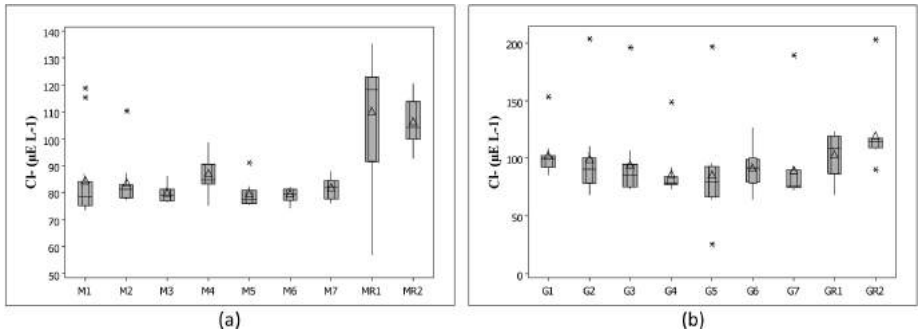 140
130
120
110
100
90
80
70
60
50
Cl- (µE L-1)
M1 M2 M3 M4 M5 M6 M7 MR1 MR2
(a)
200
150
100
50
0
Cl- (µE L-1)
G1 G2 G3 G4 G5 G6 G7 GR1 GR2
(b)